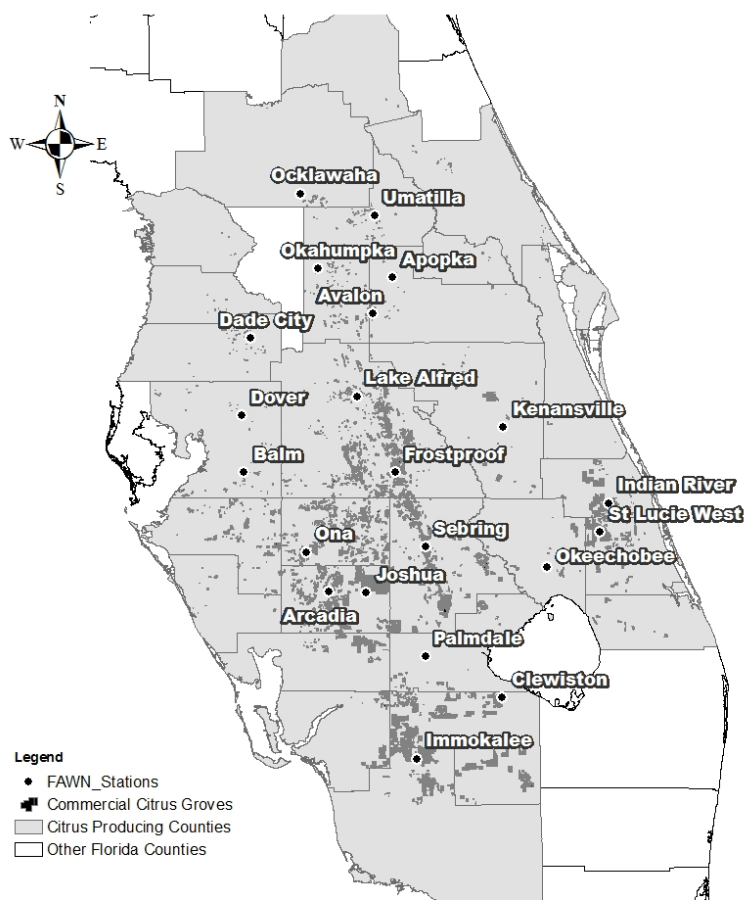 N
W E
S
Ocklawaha
Umatilla
Okahumpka
Apopka
Avalon
Dade City
Lake Alfred
Dover
Kenansville
Balm
Frostproof
Indian River
St Lucie West
Ona
Sebring
Okeechobee
Joshua
Arcadia
Palmdale
Clewiston
Immokalee
Legend
FAWN_Stations
Commercial Citrus Groves
Citrus Producing Counties
Other Florida Counties